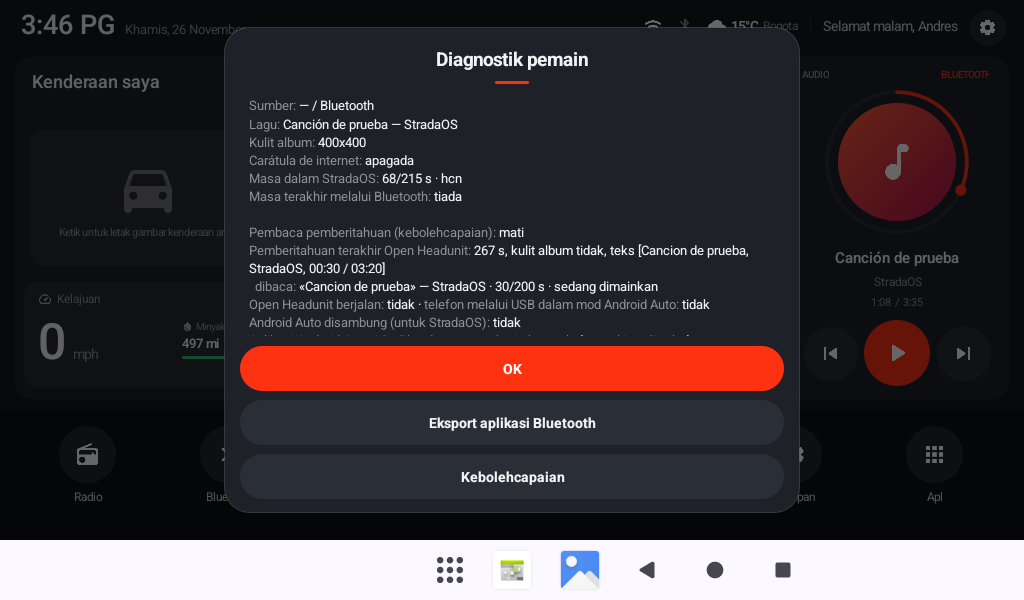 3:46 PG
Khamis, 26 November
15°C Bogota
Selamat malam, Andres
Kenderaan saya
Ketik untuk letak gambar kenderaan
Kelajuan
0 mph
Minyak
497 mi
Diagnostik pemain
Sumber: — / Bluetooth
Lagu: Canción de prueba — StradaOS
Kulit album: 400x400
Carátula de internet: apagada
Masa dalam StradaOS: 68/215 s · hcn
Masa terakhir melalui Bluetooth: tiada
Pembaca pemberitahuan (kebolehcapaian): mati
Pemberitahuan terakhir Open Headunit: 267 s, kulit album tidak, teks [Cancion de prueba,
StradaOS, 00:30 / 03:20]
dibaca: «Cancion de prueba» — StradaOS · 30/200 s · sedang dimainkan
Open Headunit berjalan: tidak · telefon melalui USB dalam mod Android Auto: tidak
Android Auto disambung (untuk StradaOS): tidak
OK
Eksport aplikasi Bluetooth
Kebolehcapaian
AUDIO
BLUETOOTH
Canción de prueba
StradaOS
1:08 / 3:35
Radio
Blue
pan
Apl